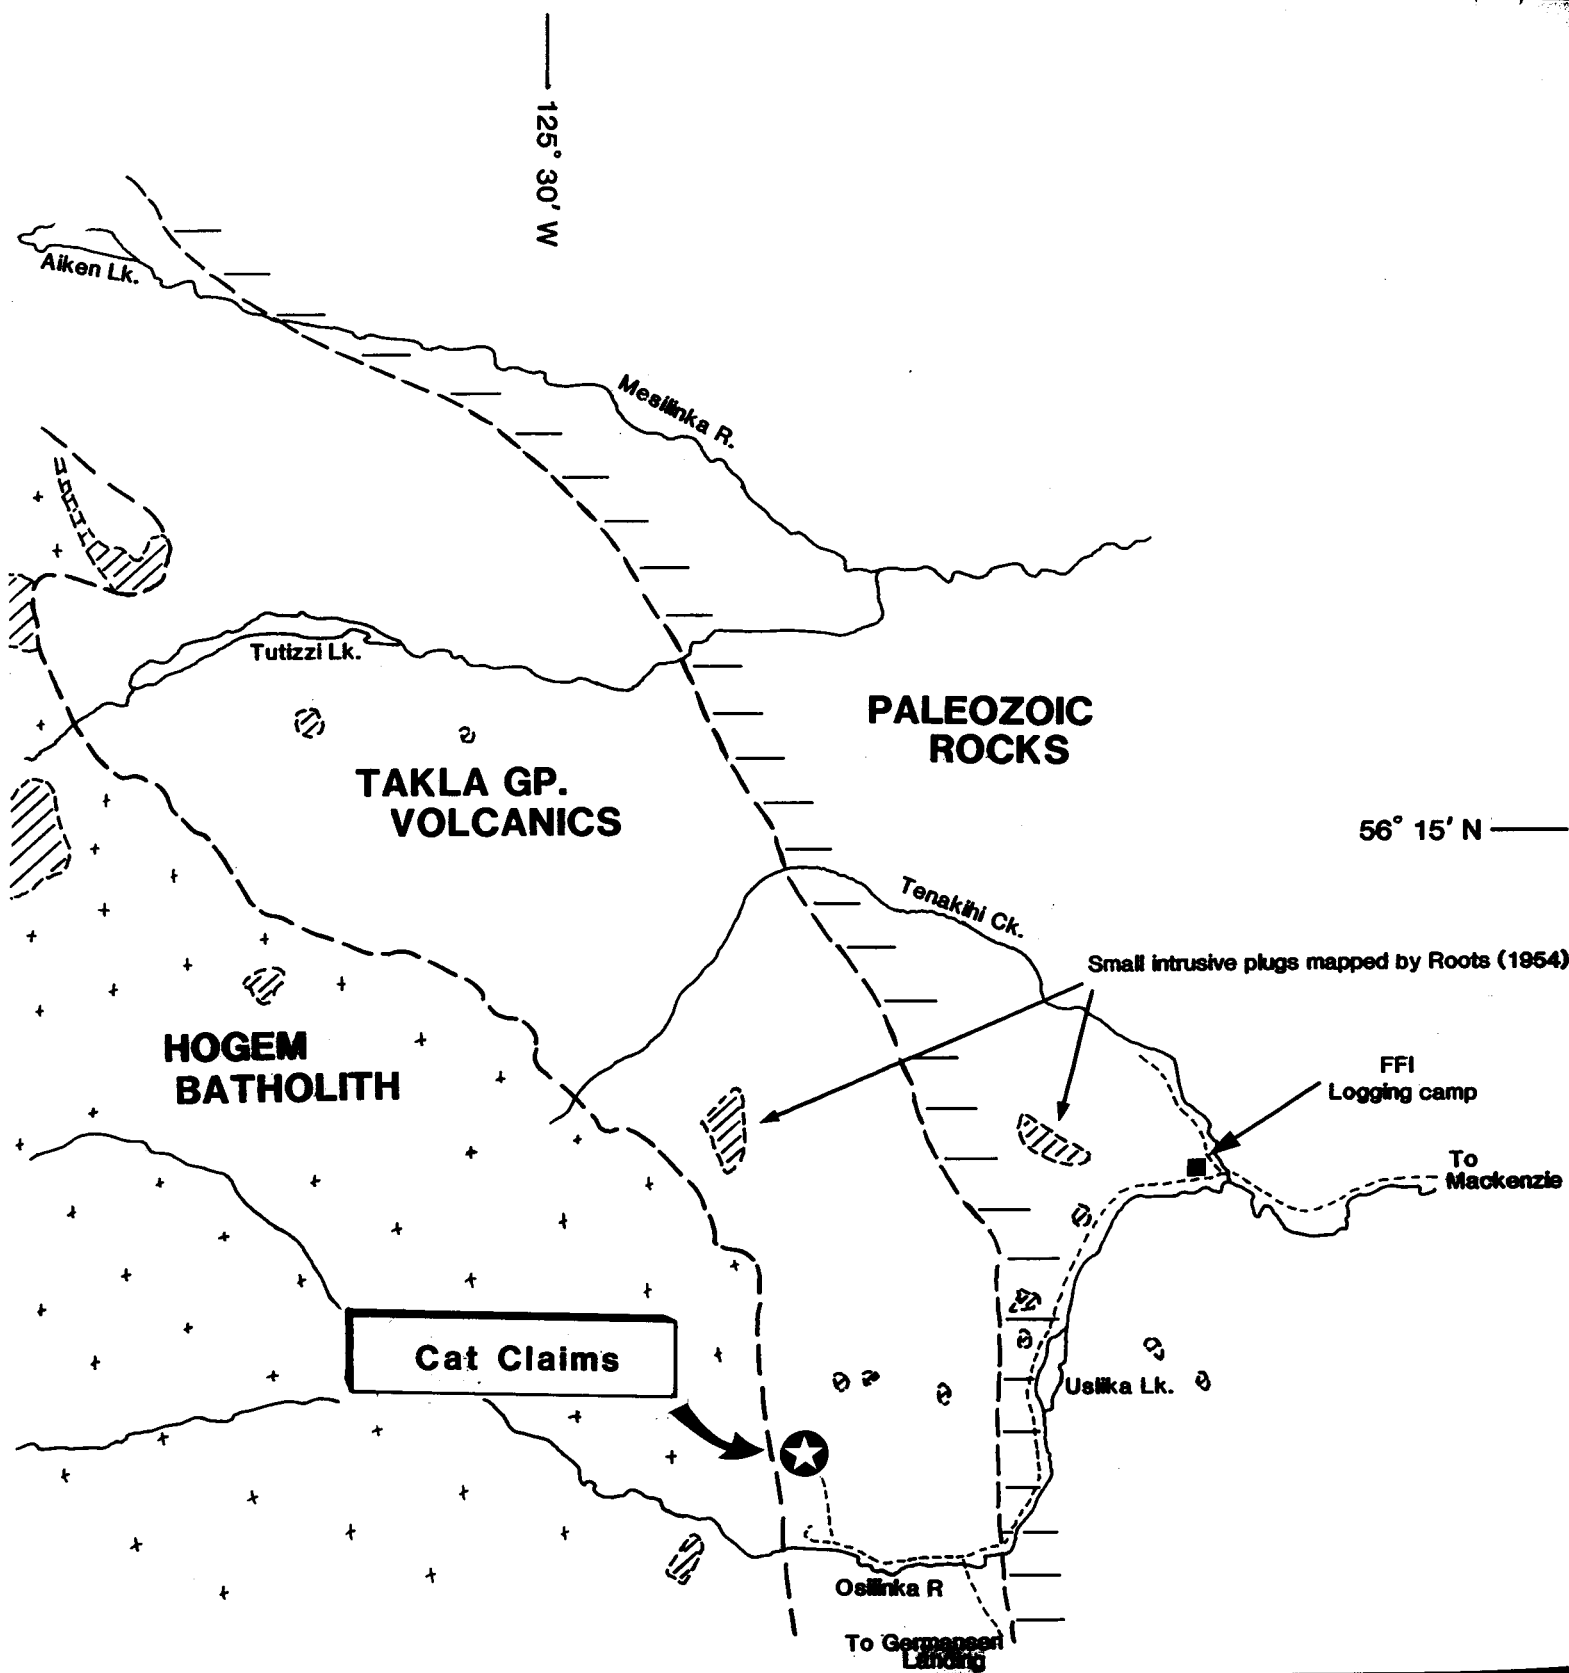 125° 30' W
Aiken Lk.
Mesilinka R.
Tutizzi Lk.
PALEOZOIC
ROCKS
TAKLA GP.
VOLCANICS
56° 15' N
Tenakihi Ck.
Small intrusive plugs mapped by Roots (1954)
HOGEM
BATHOLITH
FFI
Logging camp
To
Mackenzie
Cat Claims
Uslika Lk.
Osilinka R
To Germansen
Landing